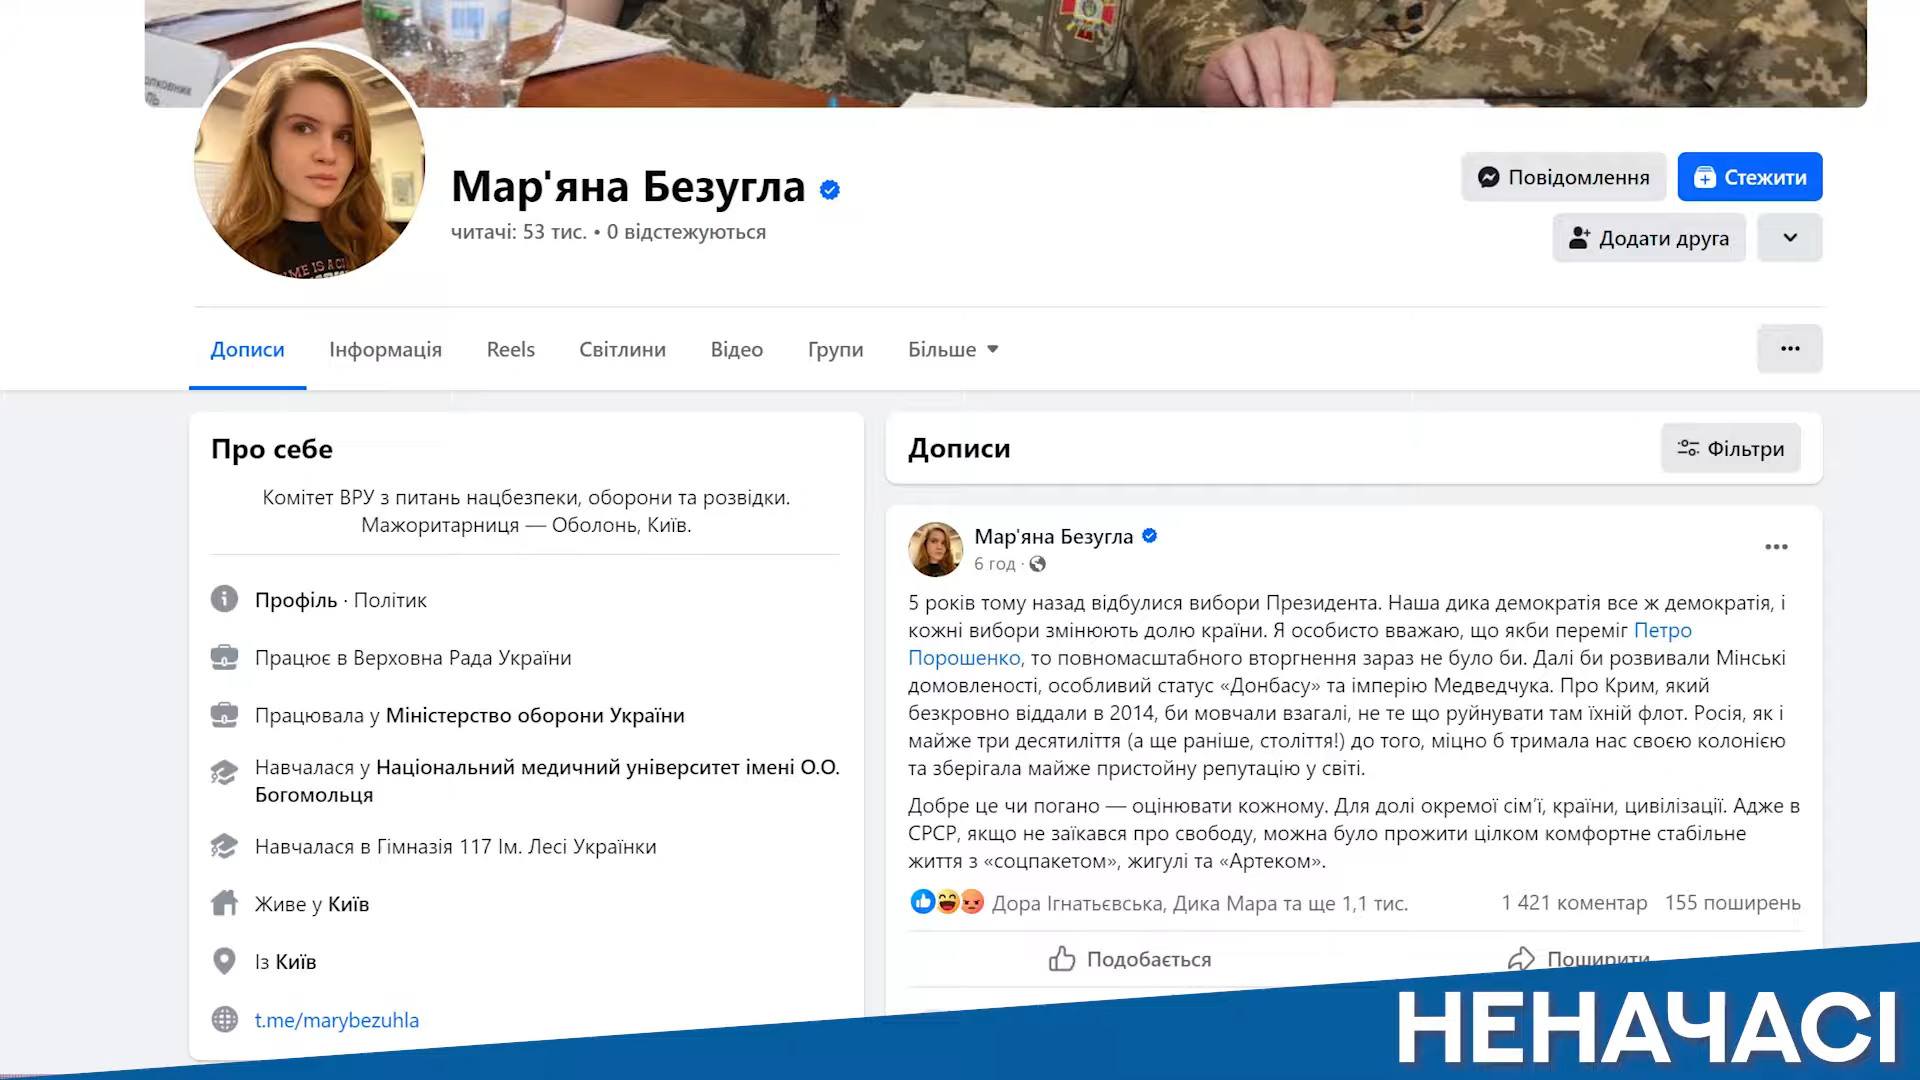 Мар'яна Безугла
читачі: 53 тис. • 0 відстежуються
Повідомлення
Стежити
Додати друга
Дописи
Інформація
Reels
Світлини
Відео
Групи
Більше
Про себе
Комітет ВРУ з питань нацбезпеки, оборони та розвідки.
Мажоритарниця — Оболонь, Київ.
Профіль · Політик
Працює в Верховна Рада України
Працювала у Міністерство оборони України
Навчалася у Національний медичний університет імені О.О.
Богомольця
Навчалася в Гімназія 117 Ім. Лесі Українки
Живе у Київ
Із Київ
t.me/marybezuhla
Дописи
Фільтри
Мар'яна Безугла
6 год ·
5 років тому назад відбулися вибори Президента. Наша дика демократія все ж демократія, і
кожні вибори змінюють долю країни. Я особисто вважаю, що якби переміг Петро
Порошенко, то повномасштабного вторгнення зараз не було би. Далі би розвивали Мінські
домовленості, особливий статус «Донбасу» та імперію Медведчука. Про Крим, який
безкровно віддали в 2014, би мовчали взагалі, не те що руйнувати там їхній флот. Росія, як і
майже три десятиліття (а ще раніше, століття!) до того, міцно б тримала нас своєю колонією
та зберігала майже пристойну репутацію у світі.
Добре це чи погано — оцінювати кожному. Для долі окремої сім’ї, країни, цивілізації. Адже в
СРСР, якщо не заїкався про свободу, можна було прожити цілком комфортне стабільне
життя з «соцпакетом», жигулі та «Артеком».
Дора Ігнатьєвська, Дика Мара та ще 1,1 тис.
1 421 коментар
155 поширень
Подобається
Поширити
НЕНАЧАСІ